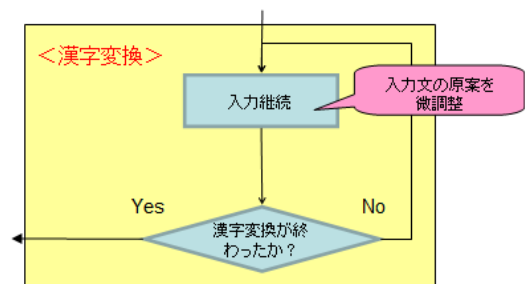 ＜漢字変換＞
入力継続
入力文の原案を
微調整
Yes
No
漢字変換が終
わったか？